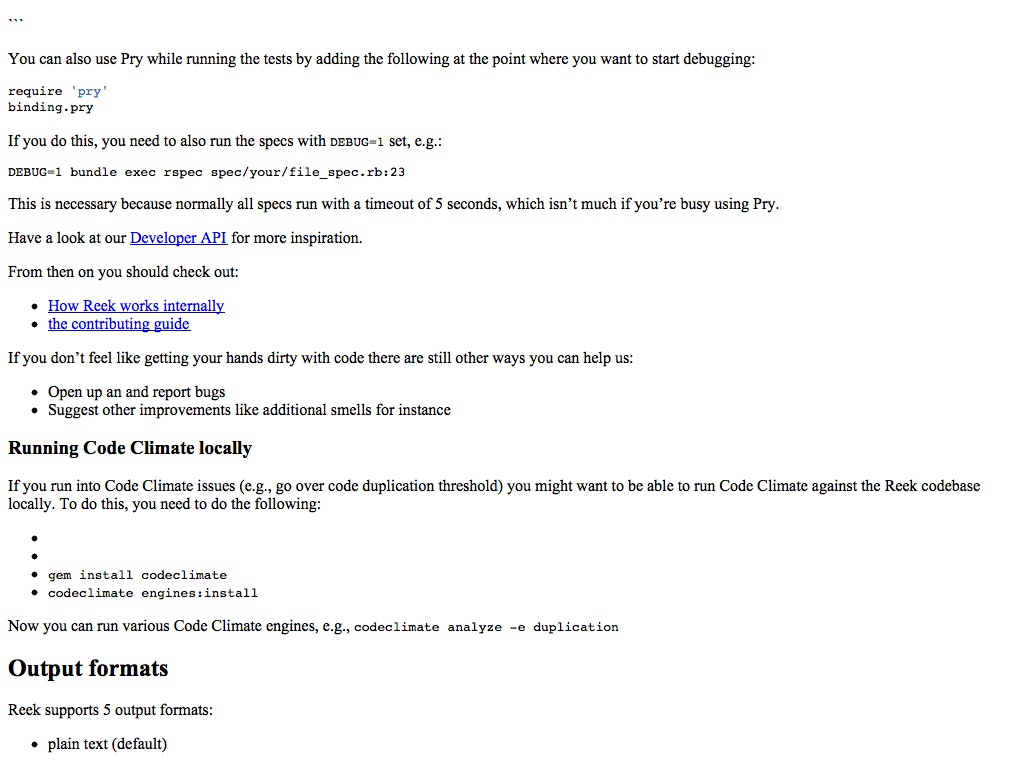 ```
You can also use Pry while running the tests by adding the following at the point where you want to start debugging:
require 'pry'
binding.pry
If you do this, you need to also run the specs with DEBUG=1 set, e.g.:
DEBUG=1 bundle exec rspec spec/your/file_spec.rb:23
This is necessary because normally all specs run with a timeout of 5 seconds, which isn’t much if you’re busy using Pry.
Have a look at our Developer API for more inspiration.
From then on you should check out:
• How Reek works internally
• the contributing guide
If you don’t feel like getting your hands dirty with code there are still other ways you can help us:
• Open up an and report bugs
• Suggest other improvements like additional smells for instance
Running Code Climate locally
If you run into Code Climate issues (e.g., go over code duplication threshold) you might want to be able to run Code Climate against the Reek codebase
locally. To do this, you need to do the following:
•
•
• gem install codeclimate
• codeclimate engines:install
Now you can run various Code Climate engines, e.g., codeclimate analyze -e duplication
Output formats
Reek supports 5 output formats:
• plain text (default)